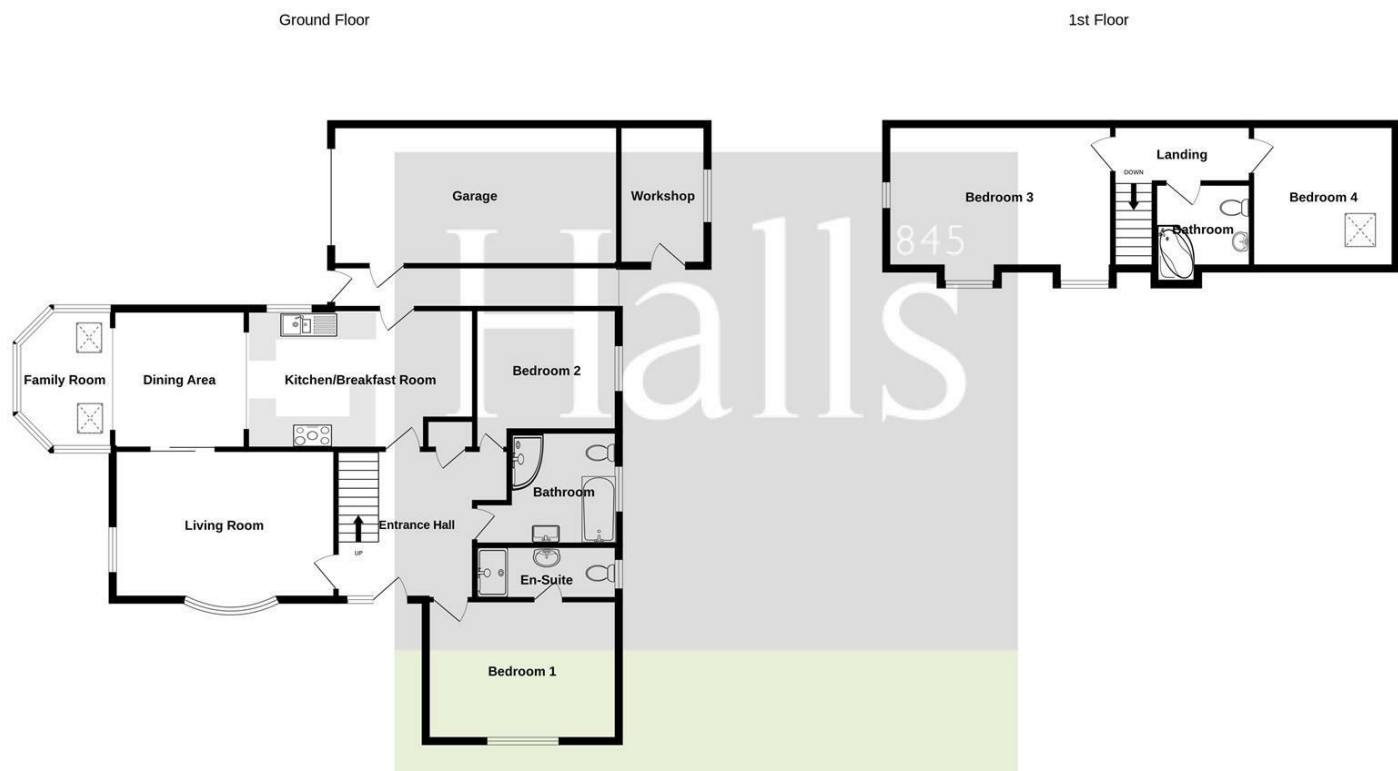 Ground Floor
1st Floor
Garage
Workshop
Family Room
Dining Area
Kitchen/Breakfast Room
Bedroom 2
Living Room
UP
Entrance Hall
Bathroom
En-Suite
Bedroom 1
Halls
845
Bedroom 3
Landing
DOWN
Bathroom
Bedroom 4